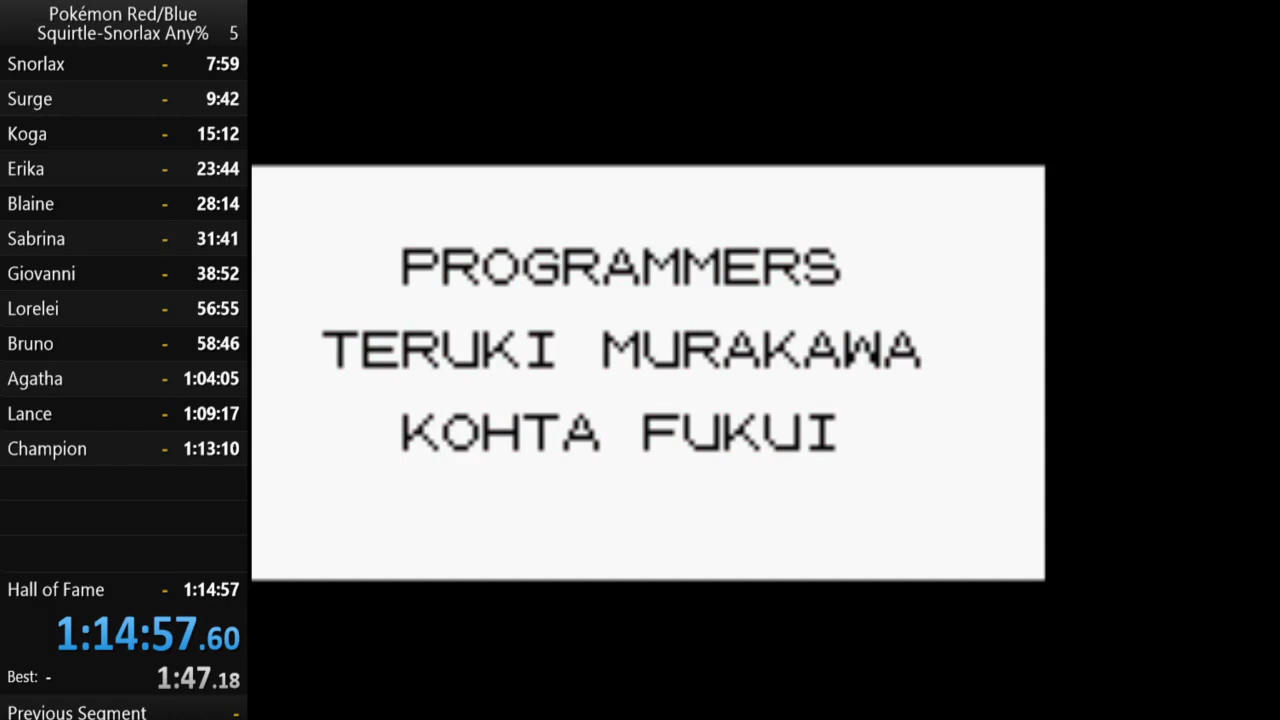 Pokémon Red/Blue
Squirtle-Snorlax Any% 5
Snorlax - 7:59
Surge - 9:42
Koga - 15:12
Erika - 23:44
Blaine - 28:14
Sabrina - 31:41
Giovanni - 38:52
Lorelei - 56:55
Bruno - 58:46
Agatha - 1:04:05
Lance - 1:09:17
Champion - 1:13:10
Hall of Fame - 1:14:57
1:14:57.60
Best: - 1:47.18
Previous Segment -
PROGRAMMERS
TERUKI MURAKAWA
KOHTA FUKUI